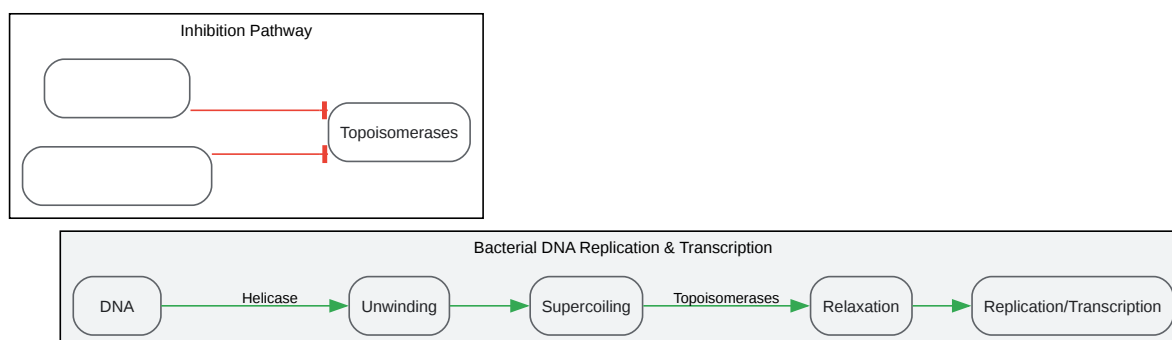 Inhibition Pathway
Topoisomerases
Bacterial DNA Replication & Transcription
DNA
Helicase
Unwinding
Supercoiling
Topoisomerases
Relaxation
Replication/Transcription